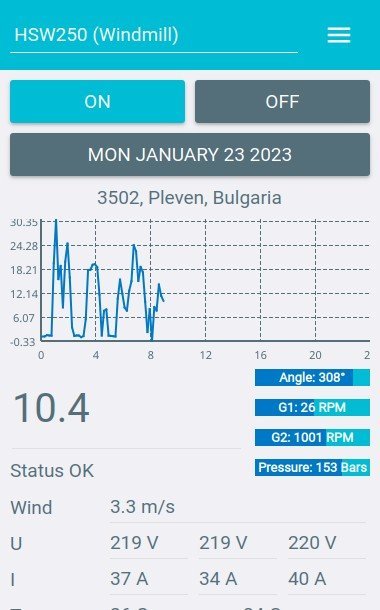 HSW250 (Windmill)
ON OFF
MON JANUARY 23 2023
3502, Pleven, Bulgaria
30.35
24.28
18.21
12.14
6.07
-0.33
0 4 8 12 16 20 2
Angle: 308°
10.4
G1: 26 RPM
G2: 1001 RPM
Status OK
Pressure: 153 Bars
Wind 3.3 m/s
U 219 V 219 V 220 V
I 37 A 34 A 40 A